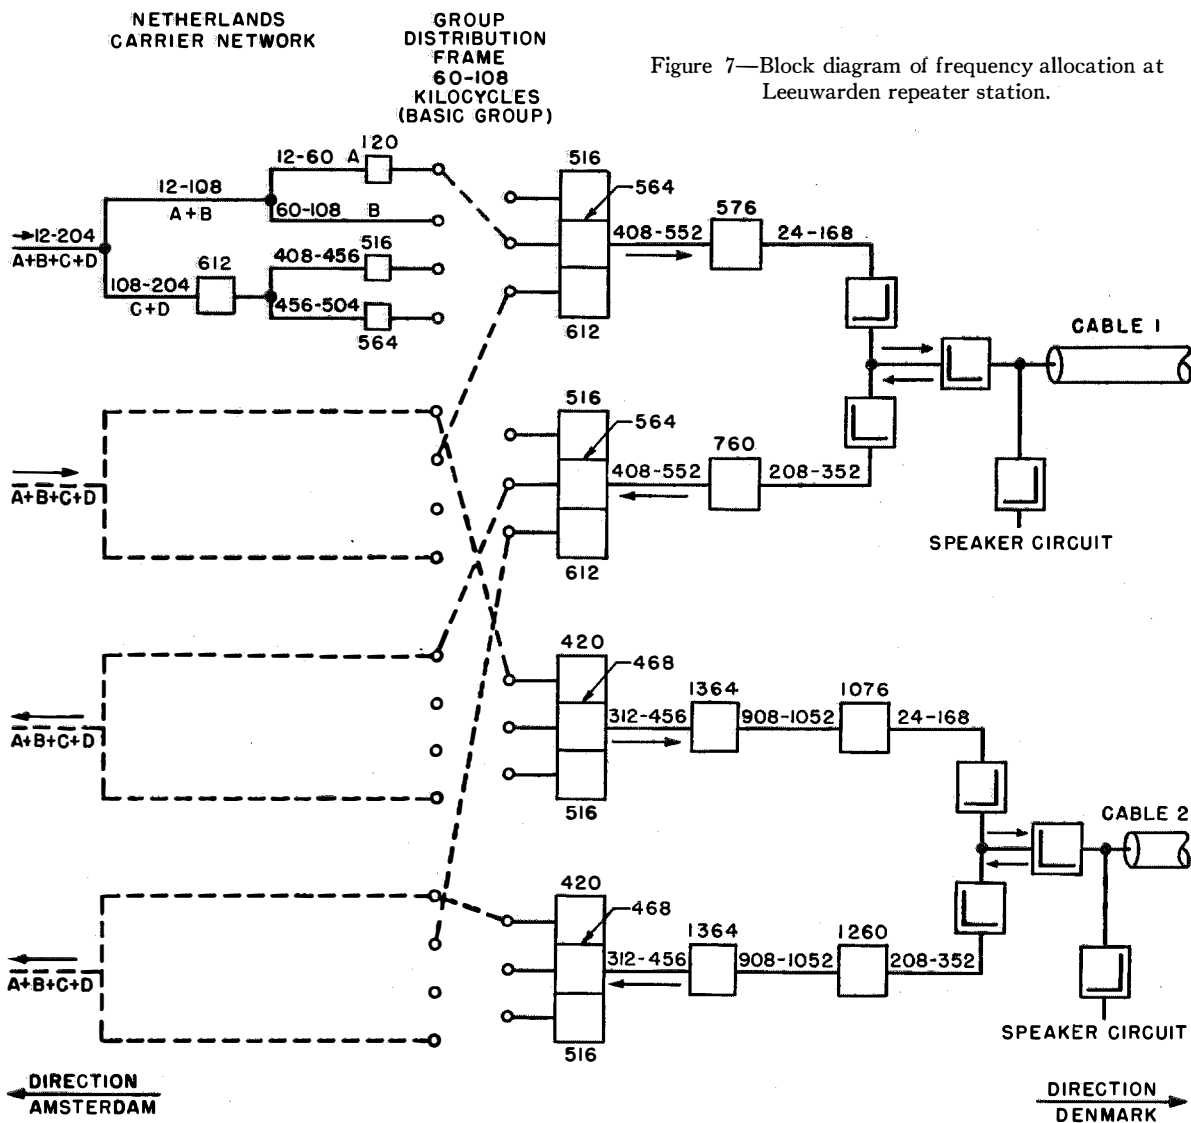 NETHERLANDS
CARRIER NETWORK
GROUP
DISTRIBUTION
FRAME
60-108
KILOCYCLES
(BASIC GROUP)
Figure 7—Block diagram of frequency allocation at
Leeuwarden repeater station.
12-60 A 120
12-108
A+B
60-108 B
12-204
A+B+C+D
108-204
C+D
612
408-456
516
456-504
564
516
564
612
408-552
576
24-168
CABLE 1
A+B+C+D
516
564
612
408-552
760
208-352
SPEAKER CIRCUIT
A+B+C+D
420
468
516
312-456
1364
908-1052
1076
24-168
CABLE 2
A+B+C+D
420
468
516
312-456
1364
908-1052
1260
208-352
SPEAKER CIRCUIT
DIRECTION
AMSTERDAM
DIRECTION
DENMARK